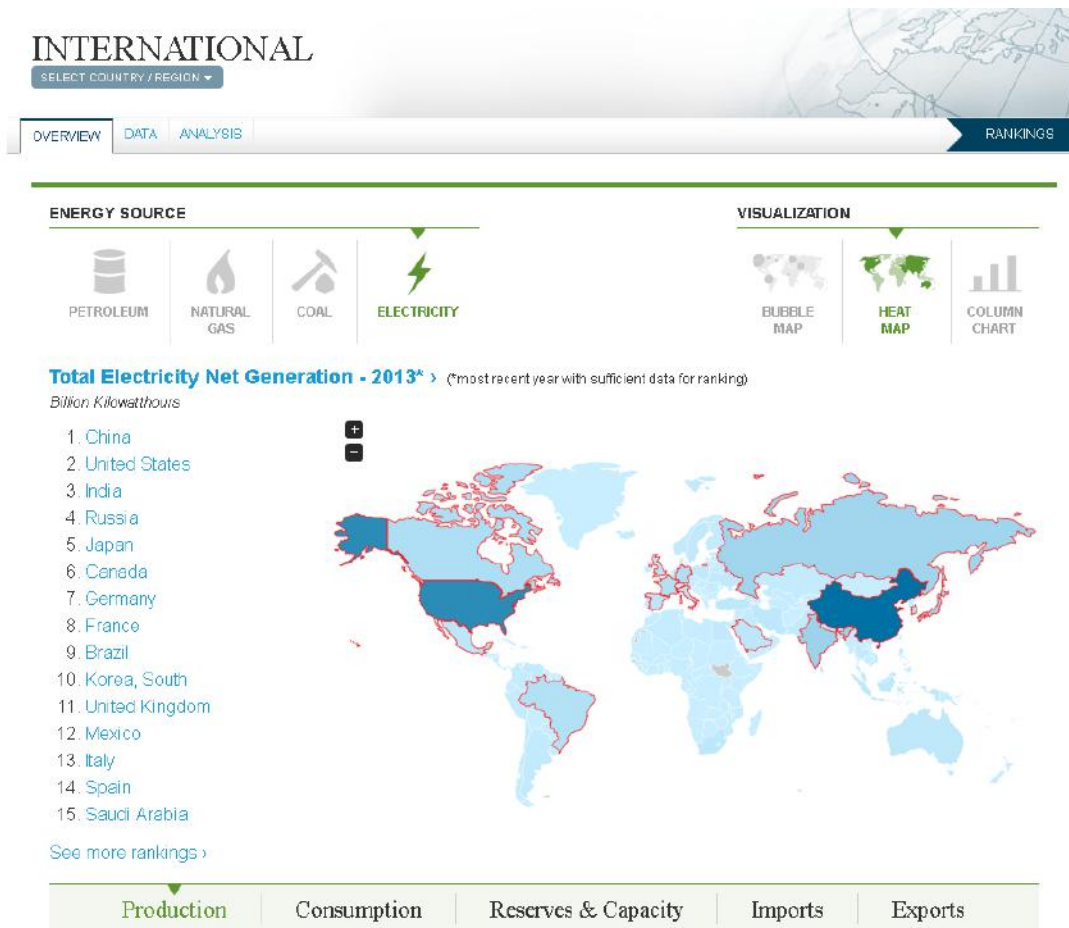 INTERNATIONAL
SELECT COUNTRY / REGION
OVERVIEW DATA ANALYSIS RANKINGS
ENERGY SOURCE VISUALIZATION
PETROLEUM NATURAL GAS COAL ELECTRICITY BUBBLE MAP HEAT MAP COLUMN CHART
Total Electricity Net Generation - 2013* › (*most recent year with sufficient data for ranking)
Billion Kilowatthours
+
−
1. China
2. United States
3. India
4. Russia
5. Japan
6. Canada
7. Germany
8. France
9. Brazil
10. Korea, South
11. United Kingdom
12. Mexico
13. Italy
14. Spain
15. Saudi Arabia
See more rankings ›
Production Consumption Reserves & Capacity Imports Exports